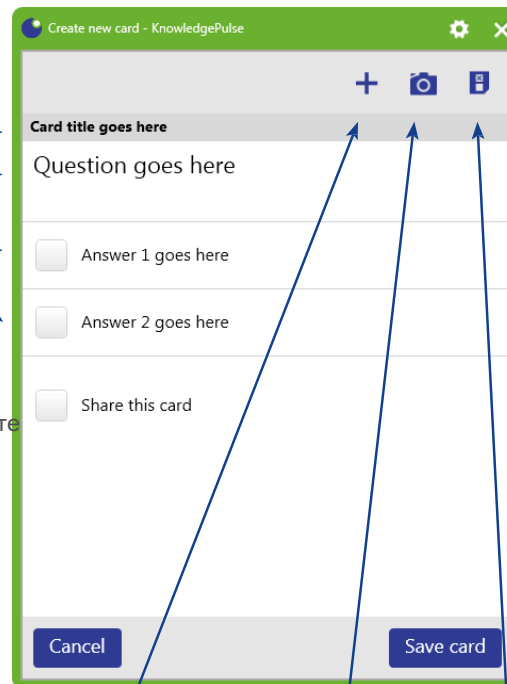 Create new card - KnowledgePulse
Card title goes here
Question goes here
Answer 1 goes here
Answer 2 goes here
Share this card
те
Cancel
Save card